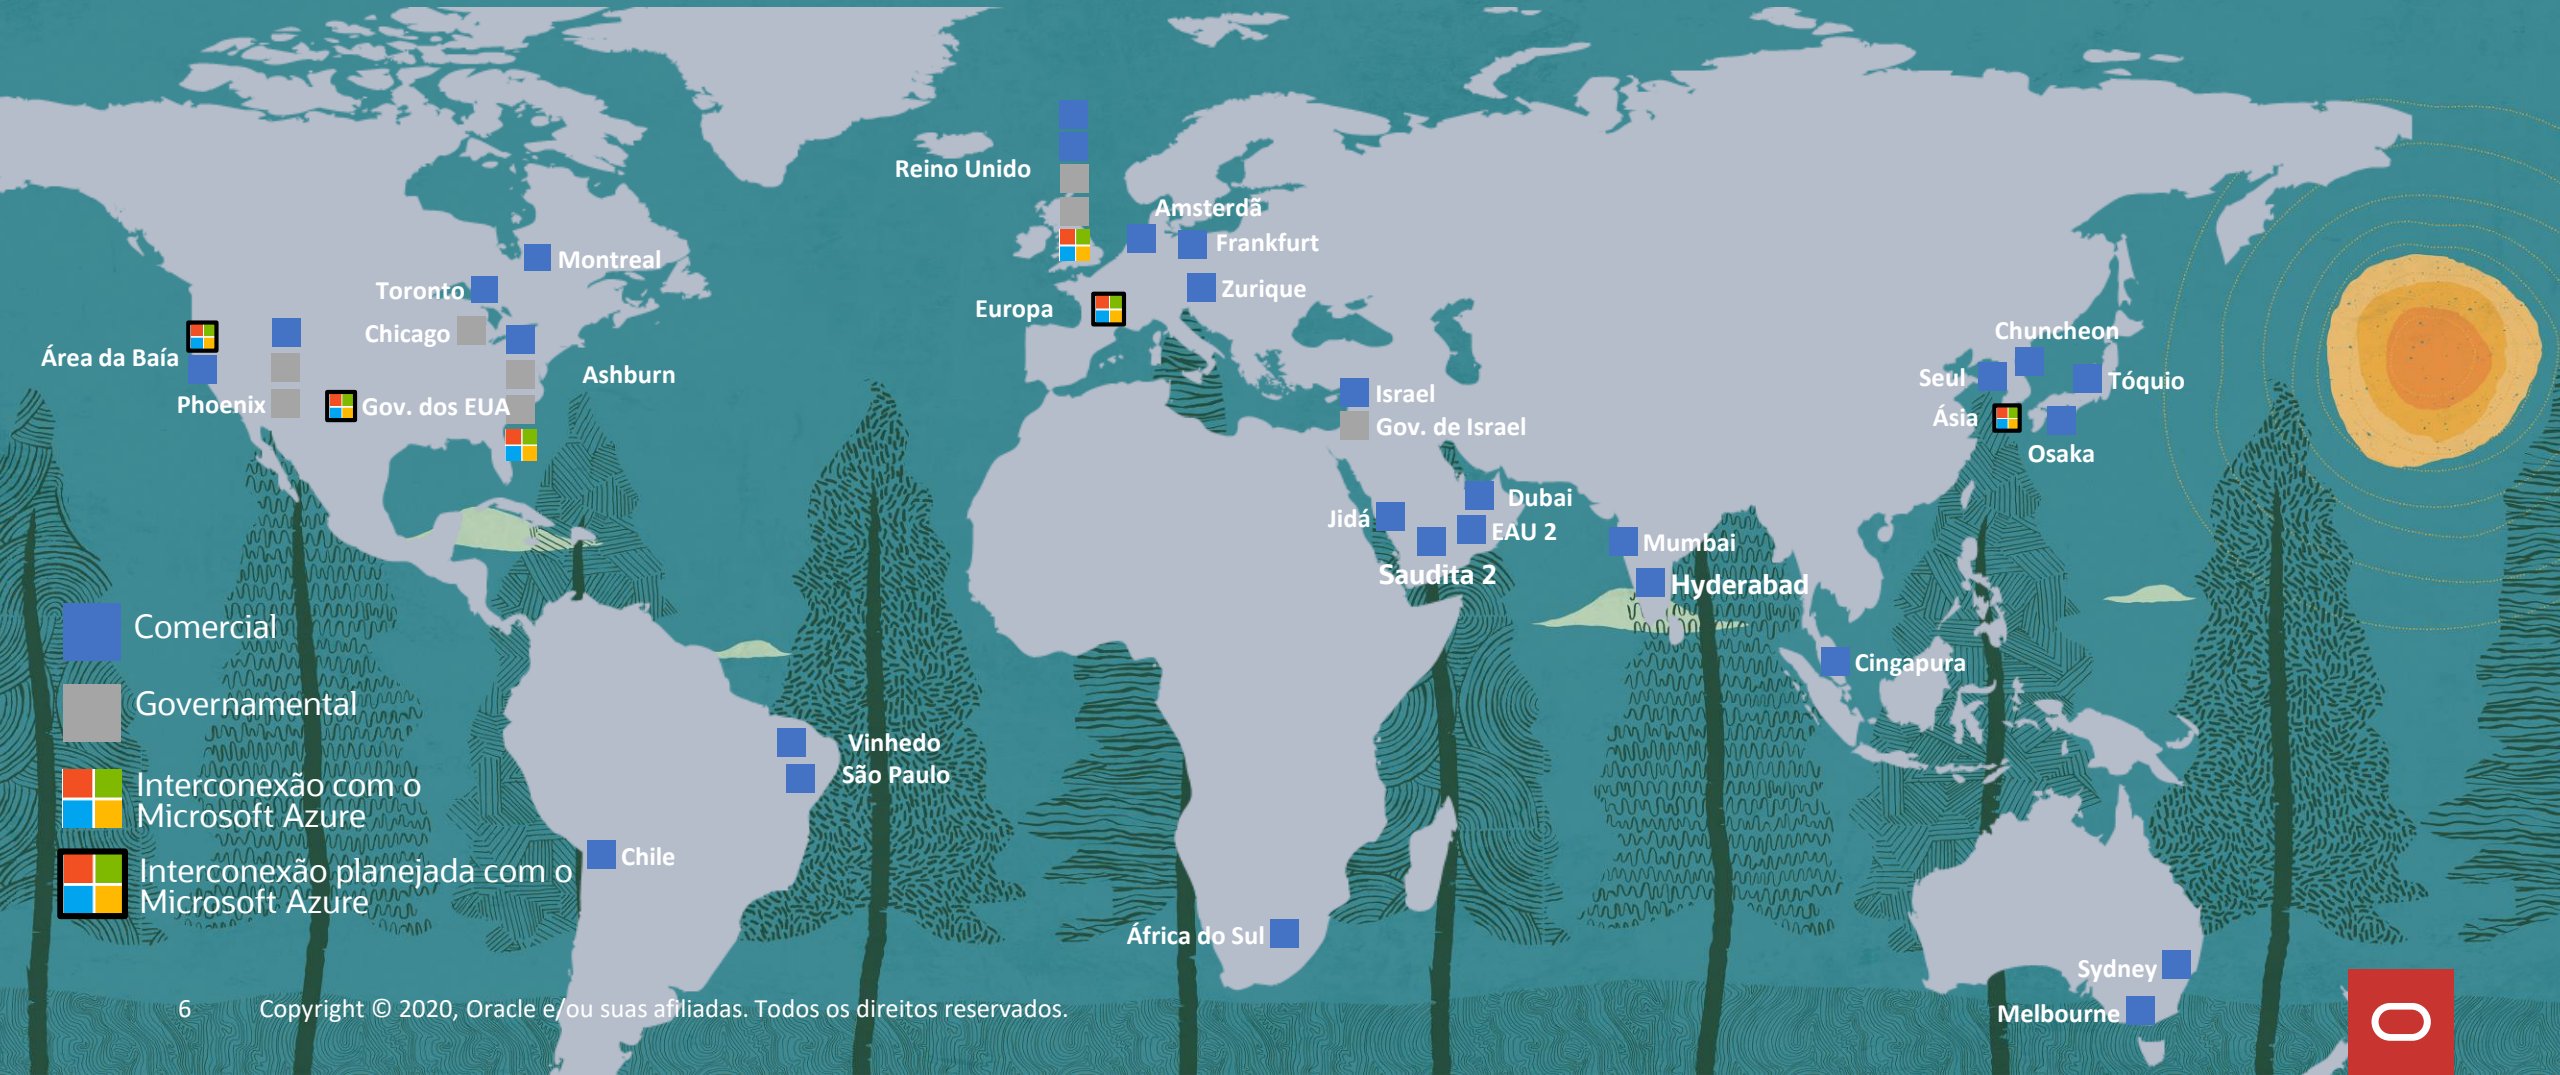 Reino Unido
Amsterdã
Frankfurt
Montreal
Toronto
Zurique
Europa
Chicago
Chuncheon
Área da Baía
Ashburn
Seul
Tóquio
Phoenix
Gov. dos EUA
Israel
Ásia
Gov. de Israel
Osaka
Dubai
Jidá
EAU 2
Mumbai
Saudita 2
Hyderabad
Comercial
Cingapura
Governamental
Vinhedo
São Paulo
Interconexão com o
Microsoft Azure
Chile
Interconexão planejada com o
Microsoft Azure
África do Sul
Sydney
Melbourne
6 Copyright © 2020, Oracle e/ou suas afiliadas. Todos os direitos reservados.